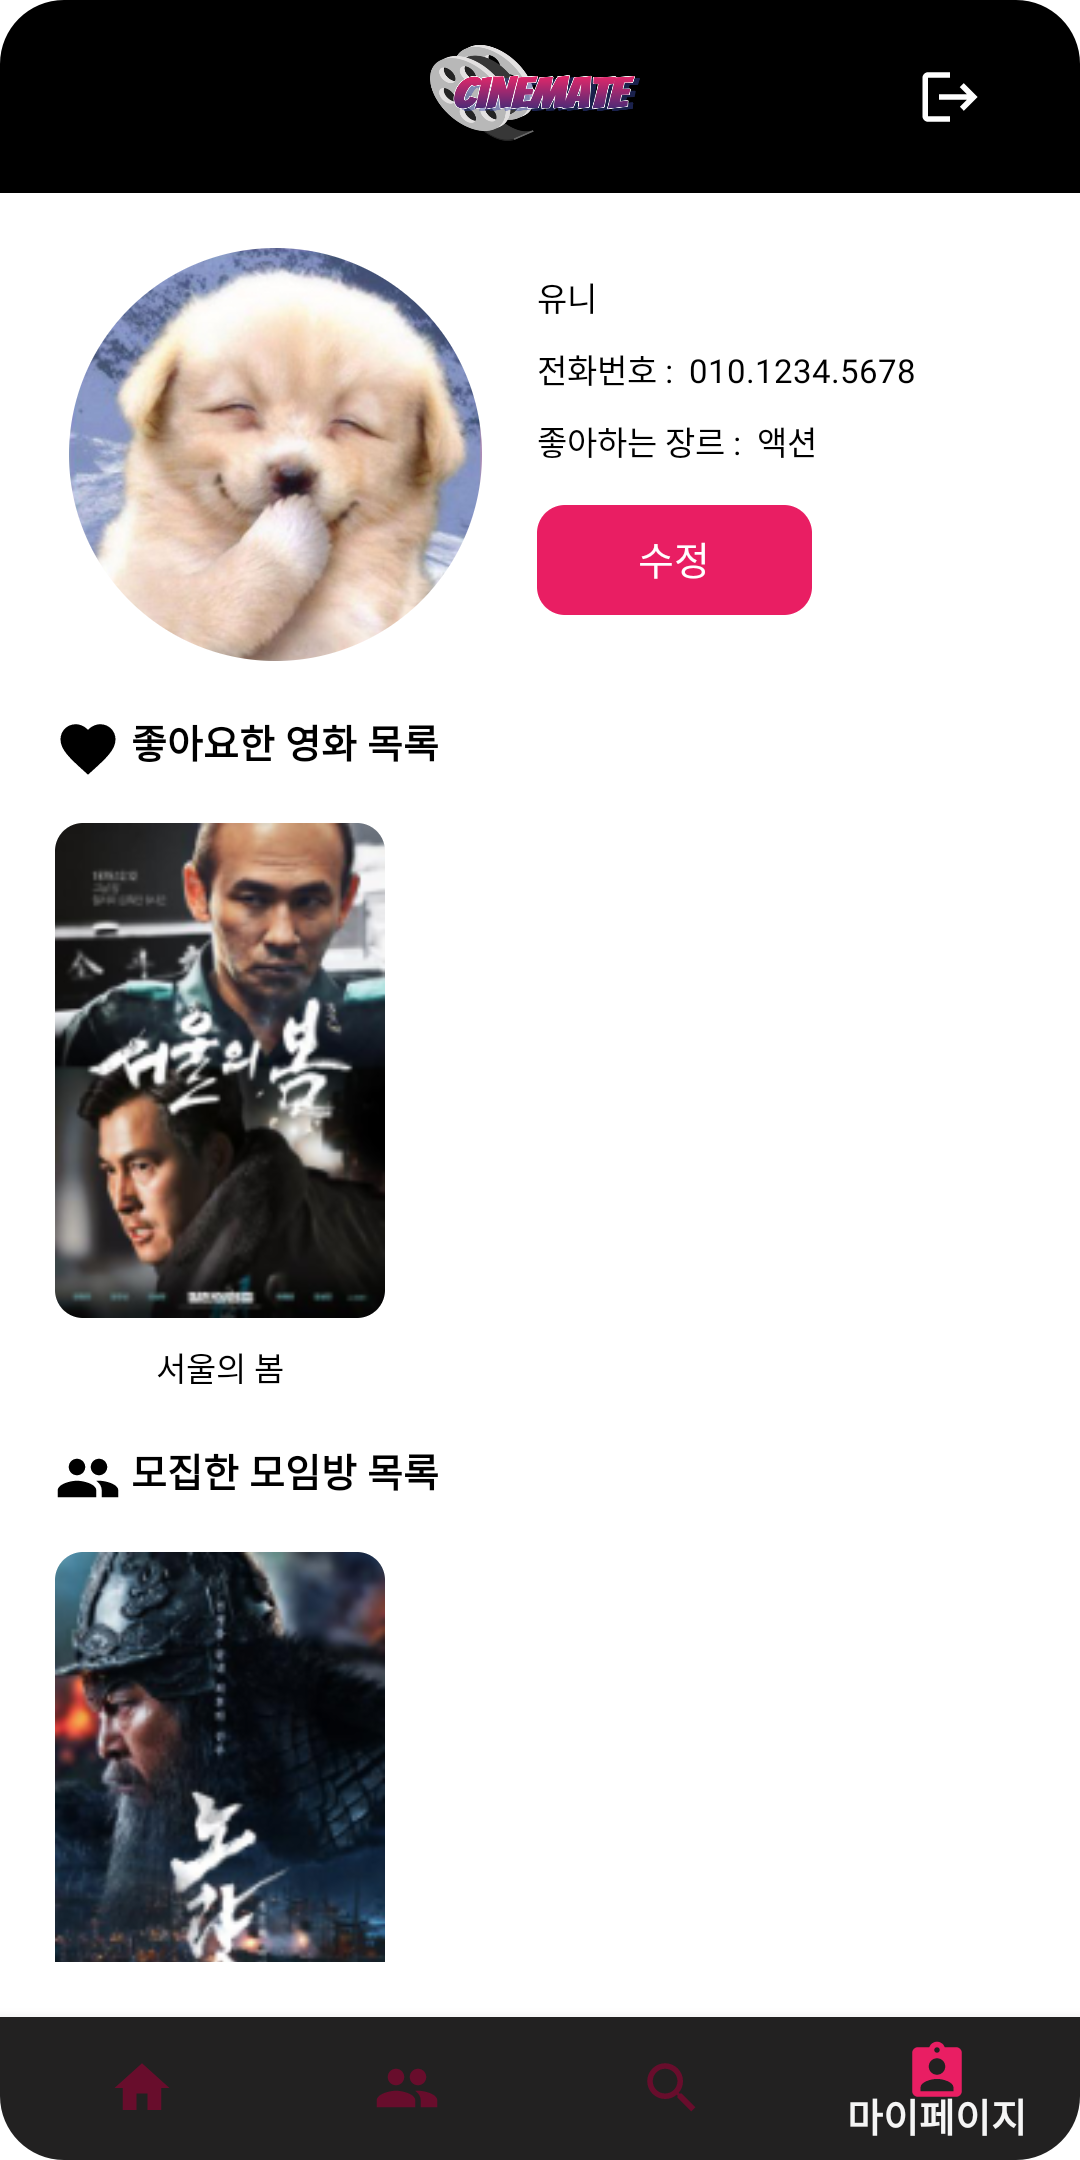 CINEMATE
유니
전화번호 : 010.1234.5678
좋아하는 장르 : 액션
수정
좋아요한 영화 목록
서울의 봄
서울의 봄
모집한 모임방 목록
노량
마이페이지